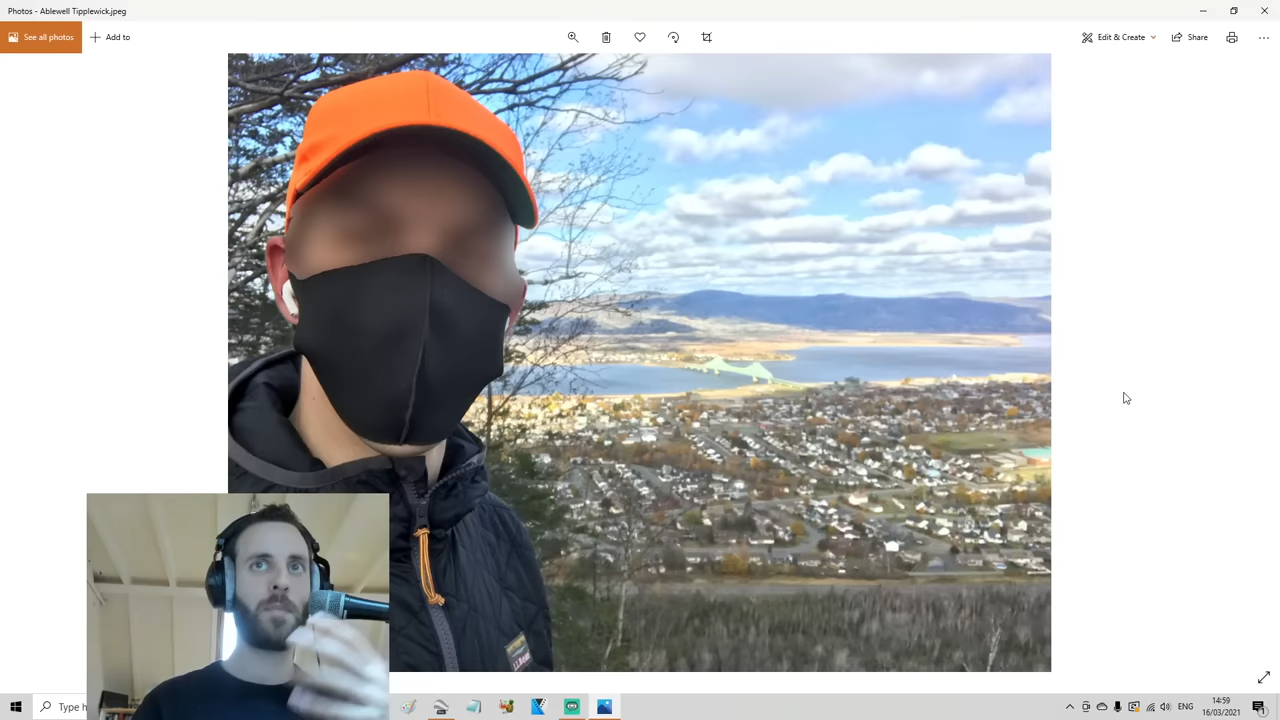 Photos - Ablewell Tipplewick.jpeg
See all photos
Add to
Edit & Create
Share
L.L.Bean
Type h
ENG
14:59
16/03/2021